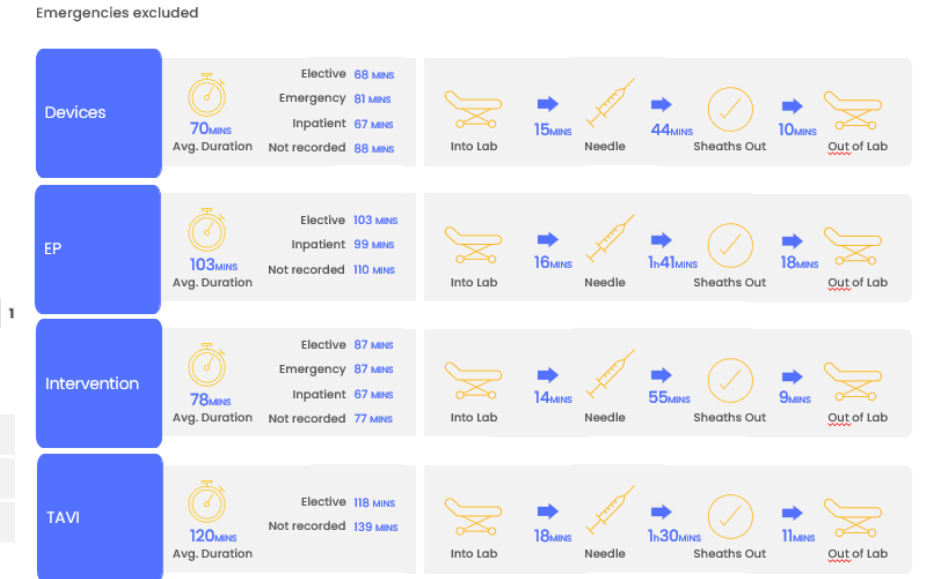 Emergencies excluded
Devices
70MINS
Avg. Duration
Elective 68 MINS
Emergency 81 MINS
Inpatient 67 MINS
Not recorded 88 MINS
15MINS 44MINS 10MINS
Into Lab Needle Sheaths Out Out of Lab
EP
103MINS
Avg. Duration
Elective 103 MINS
Inpatient 99 MINS
Not recorded 110 MINS
16MINS 1h41MINS 18MINS
Into Lab Needle Sheaths Out Out of Lab
1
Intervention
78MINS
Avg. Duration
Elective 87 MINS
Emergency 87 MINS
Inpatient 67 MINS
Not recorded 77 MINS
14MINS 55MINS 9MINS
Into Lab Needle Sheaths Out Out of Lab
TAVI
120MINS
Avg. Duration
Elective 118 MINS
Not recorded 139 MINS
18MINS 1h30MINS 11MINS
Into Lab Needle Sheaths Out Out of Lab